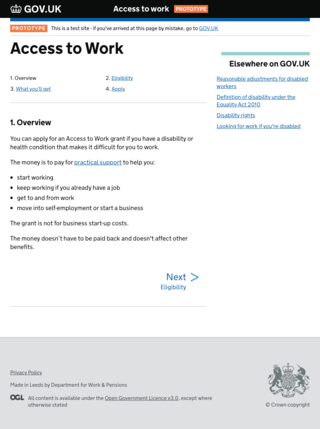 GOV.UK Access to work PROTOTYPE
PROTOTYPE This is a test site - if you've arrived at this page by mistake, go to GOV.UK
Access to Work
1. Overview
2. Eligibility
3. What you'll get
4. Apply
1. Overview
You can apply for an Access to Work grant if you have a disability or
health condition that makes it difficult for you to work.
The money is to pay for practical support to help you:
start working
keep working if you already have a job
get to and from work
move into self-employment or start a business
The grant is not for business start-up costs.
The money doesn't have to be paid back and doesn't affect other
benefits.
Next
Eligibility
Elsewhere on GOV.UK
Reasonable adjustments for disabled
workers
Definition of disability under the
Equality Act 2010
Disability rights
Looking for work if you're disabled
Privacy Policy
Made in Leeds by Department for Work & Pensions
OGL All content is available under the Open Government Licence v3.0, except where
otherwise stated
© Crown copyright